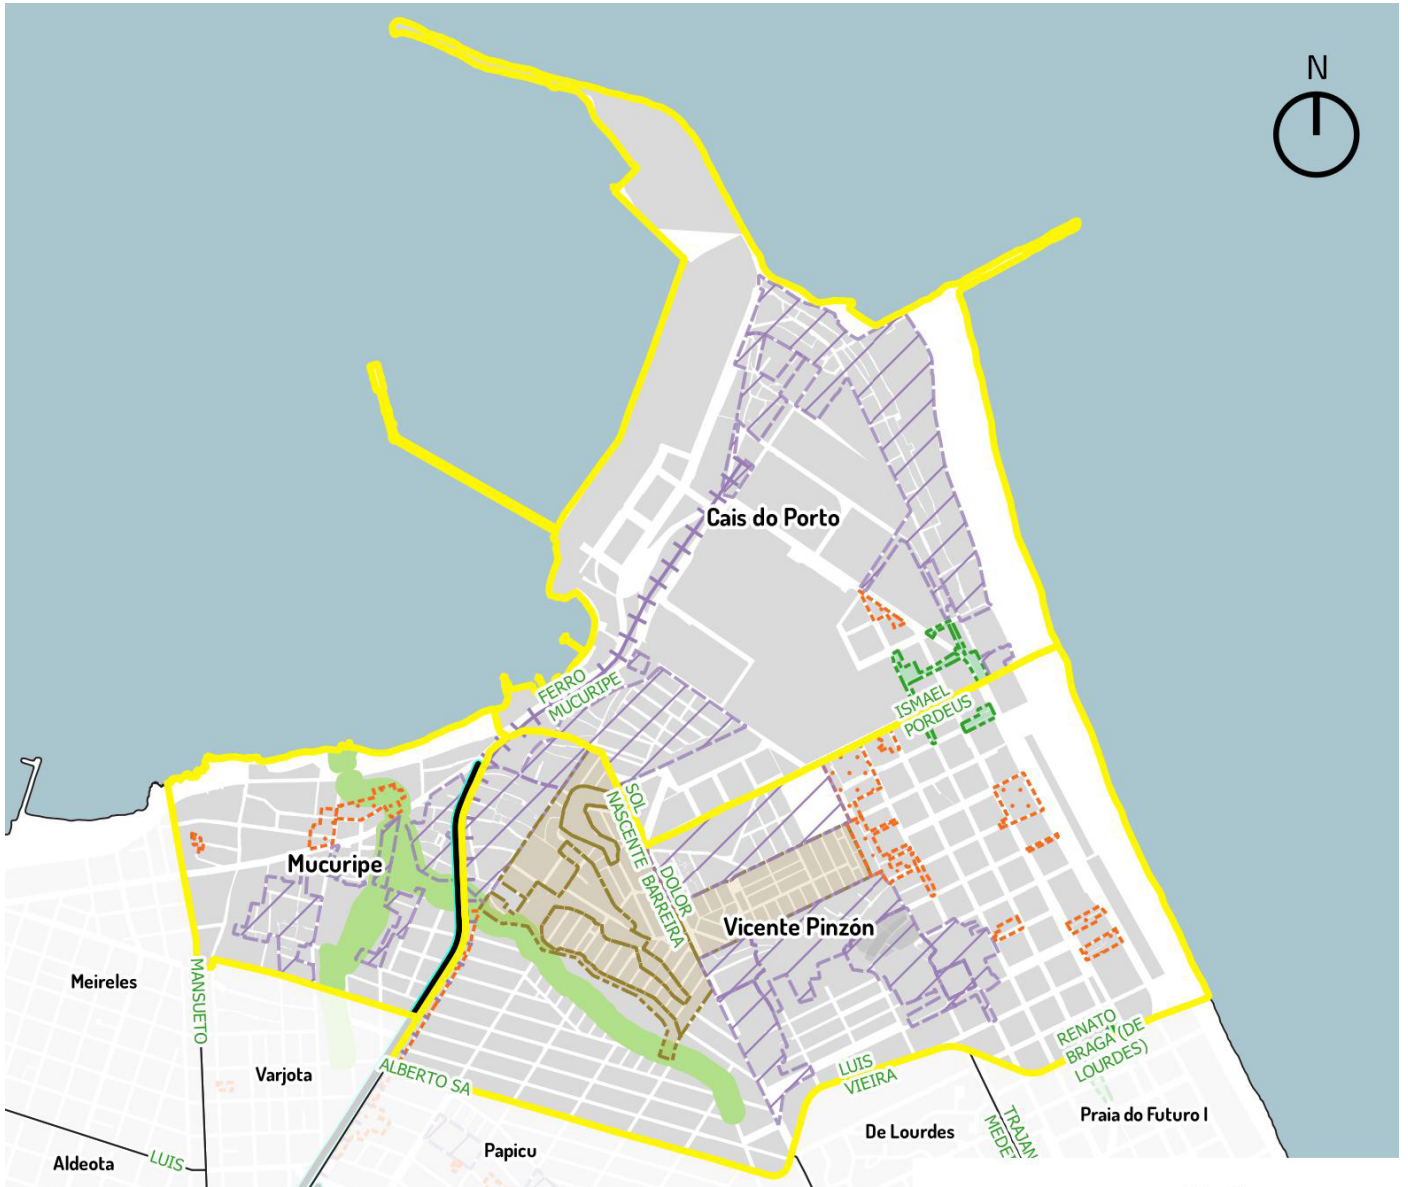 N
Cais do Porto
FERRO
MUCURIPE
ISMAEL
PORDEUS
SOL
NASCENTE BARREIRA
DOLOR
Mucuripe
Vicente Pinzón
Meireles
MANSUETO
Varjota
ALBERTO SA
LUIS
VIEIRA
RENATO
BRAGA (DE
LOURDES)
TRAJAN
MEDE
Praia do Futuro I
De Lourdes
Papicu
Aldeota
LUIS